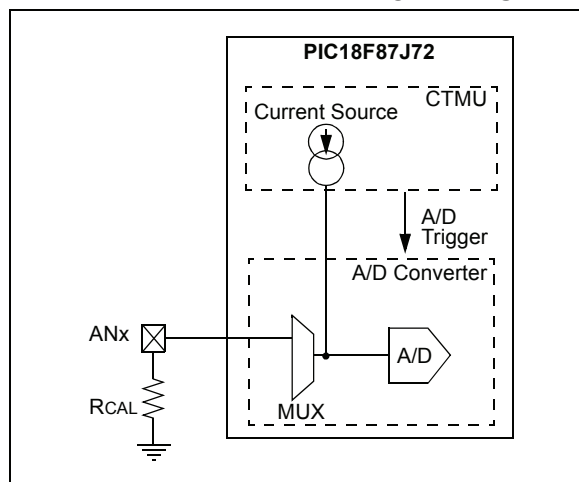 PIC18F87J72
CTMU
Current Source
A/D
Trigger
A/D Converter
ANx
A/D
RCAL
MUX